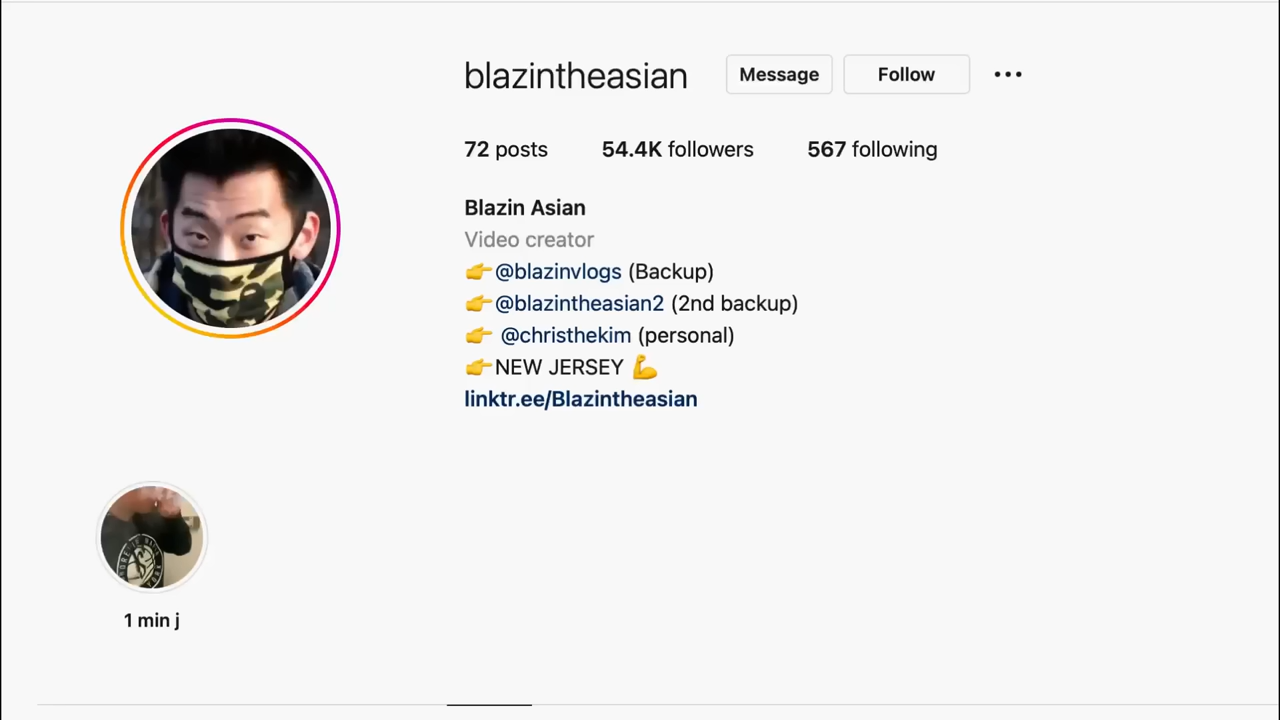 blazintheasian Message Follow
72 posts 54.4K followers 567 following
Blazin Asian
Video creator
👉@blazinvlogs (Backup)
👉@blazintheasian2 (2nd backup)
👉 @christhekim (personal)
👉NEW JERSEY 💪
linktr.ee/Blazintheasian
1 min j